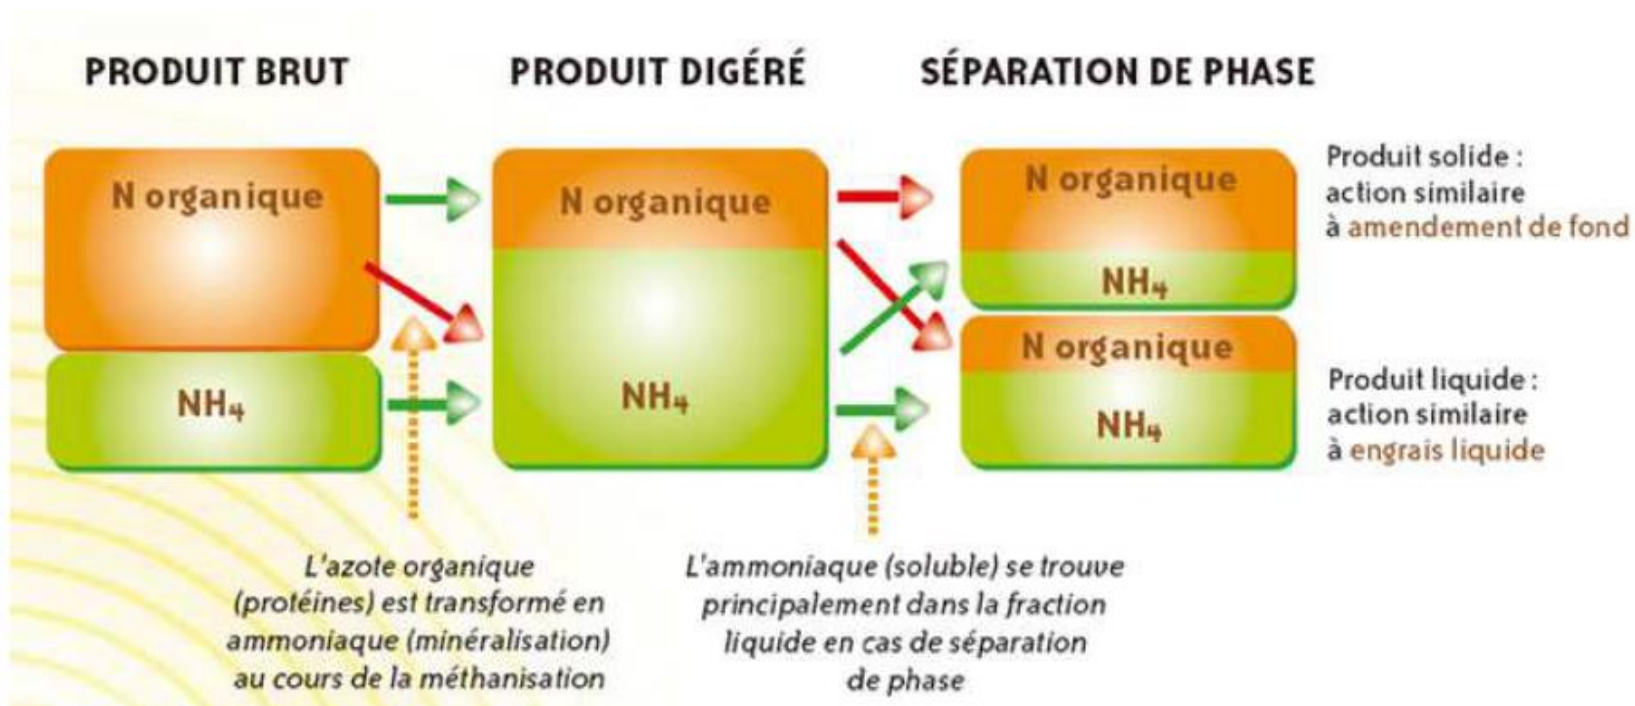 PRODUIT BRUT
PRODUIT DIGÉRÉ
SÉPARATION DE PHASE
N organique
NH₄
N organique
NH₄
N organique
NH₄
N organique
NH₄
Produit solide :
action similaire
à amendement de fond
Produit liquide :
action similaire
à engrais liquide
L'azote organique
(protéines) est transformé en
ammoniaque (minéralisation)
au cours de la méthanisation
L'ammoniaque (soluble) se trouve
principalement dans la fraction
liquide en cas de séparation
de phase